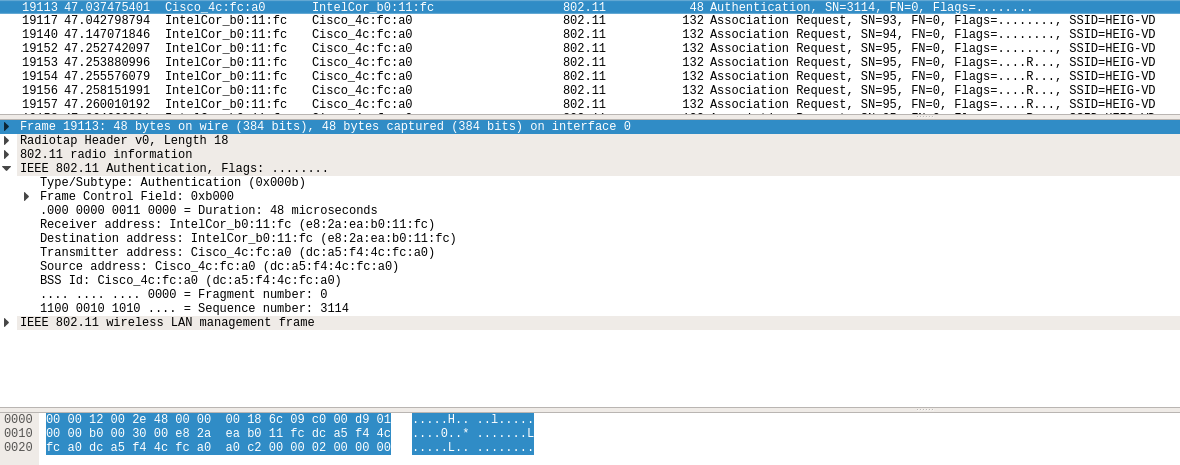 19113 47.037475401 Cisco_4c:fc:a0 IntelCor_b0:11:fc 802.11 48 Authentication, SN=3114, FN=0, Flags=........
19117 47.042798794 IntelCor_b0:11:fc Cisco_4c:fc:a0 802.11 132 Association Request, SN=93, FN=0, Flags=........, SSID=HEIG-VD
19140 47.147071846 IntelCor_b0:11:fc Cisco_4c:fc:a0 802.11 132 Association Request, SN=94, FN=0, Flags=........, SSID=HEIG-VD
19152 47.252742097 IntelCor_b0:11:fc Cisco_4c:fc:a0 802.11 132 Association Request, SN=95, FN=0, Flags=........, SSID=HEIG-VD
19153 47.253880996 IntelCor_b0:11:fc Cisco_4c:fc:a0 802.11 132 Association Request, SN=95, FN=0, Flags=....R..., SSID=HEIG-VD
19154 47.255576079 IntelCor_b0:11:fc Cisco_4c:fc:a0 802.11 132 Association Request, SN=95, FN=0, Flags=....R..., SSID=HEIG-VD
19156 47.258151991 IntelCor_b0:11:fc Cisco_4c:fc:a0 802.11 132 Association Request, SN=95, FN=0, Flags=....R..., SSID=HEIG-VD
19157 47.260010192 IntelCor_b0:11:fc Cisco_4c:fc:a0 802.11 132 Association Request, SN=95, FN=0, Flags=....R..., SSID=HEIG-VD
Frame 19113: 48 bytes on wire (384 bits), 48 bytes captured (384 bits) on interface 0
Radiotap Header v0, Length 18
802.11 radio information
IEEE 802.11 Authentication, Flags: ........
Type/Subtype: Authentication (0x000b)
Frame Control Field: 0xb000
.000 0000 0011 0000 = Duration: 48 microseconds
Receiver address: IntelCor_b0:11:fc (e8:2a:ea:b0:11:fc)
Destination address: IntelCor_b0:11:fc (e8:2a:ea:b0:11:fc)
Transmitter address: Cisco_4c:fc:a0 (dc:a5:f4:4c:fc:a0)
Source address: Cisco_4c:fc:a0 (dc:a5:f4:4c:fc:a0)
BSS Id: Cisco_4c:fc:a0 (dc:a5:f4:4c:fc:a0)
.... .... .... 0000 = Fragment number: 0
1100 0010 1010 .... = Sequence number: 3114
IEEE 802.11 wireless LAN management frame
0000 00 00 12 00 2e 48 00 00 00 18 6c 09 c0 00 d9 01 .....H.. ..l.....
0010 00 00 b0 00 30 00 e8 2a ea b0 11 fc dc a5 f4 4c ....0..* .......L
0020 fc a0 dc a5 f4 4c fc a0 a0 c2 00 00 02 00 00 00 .....L.. ........